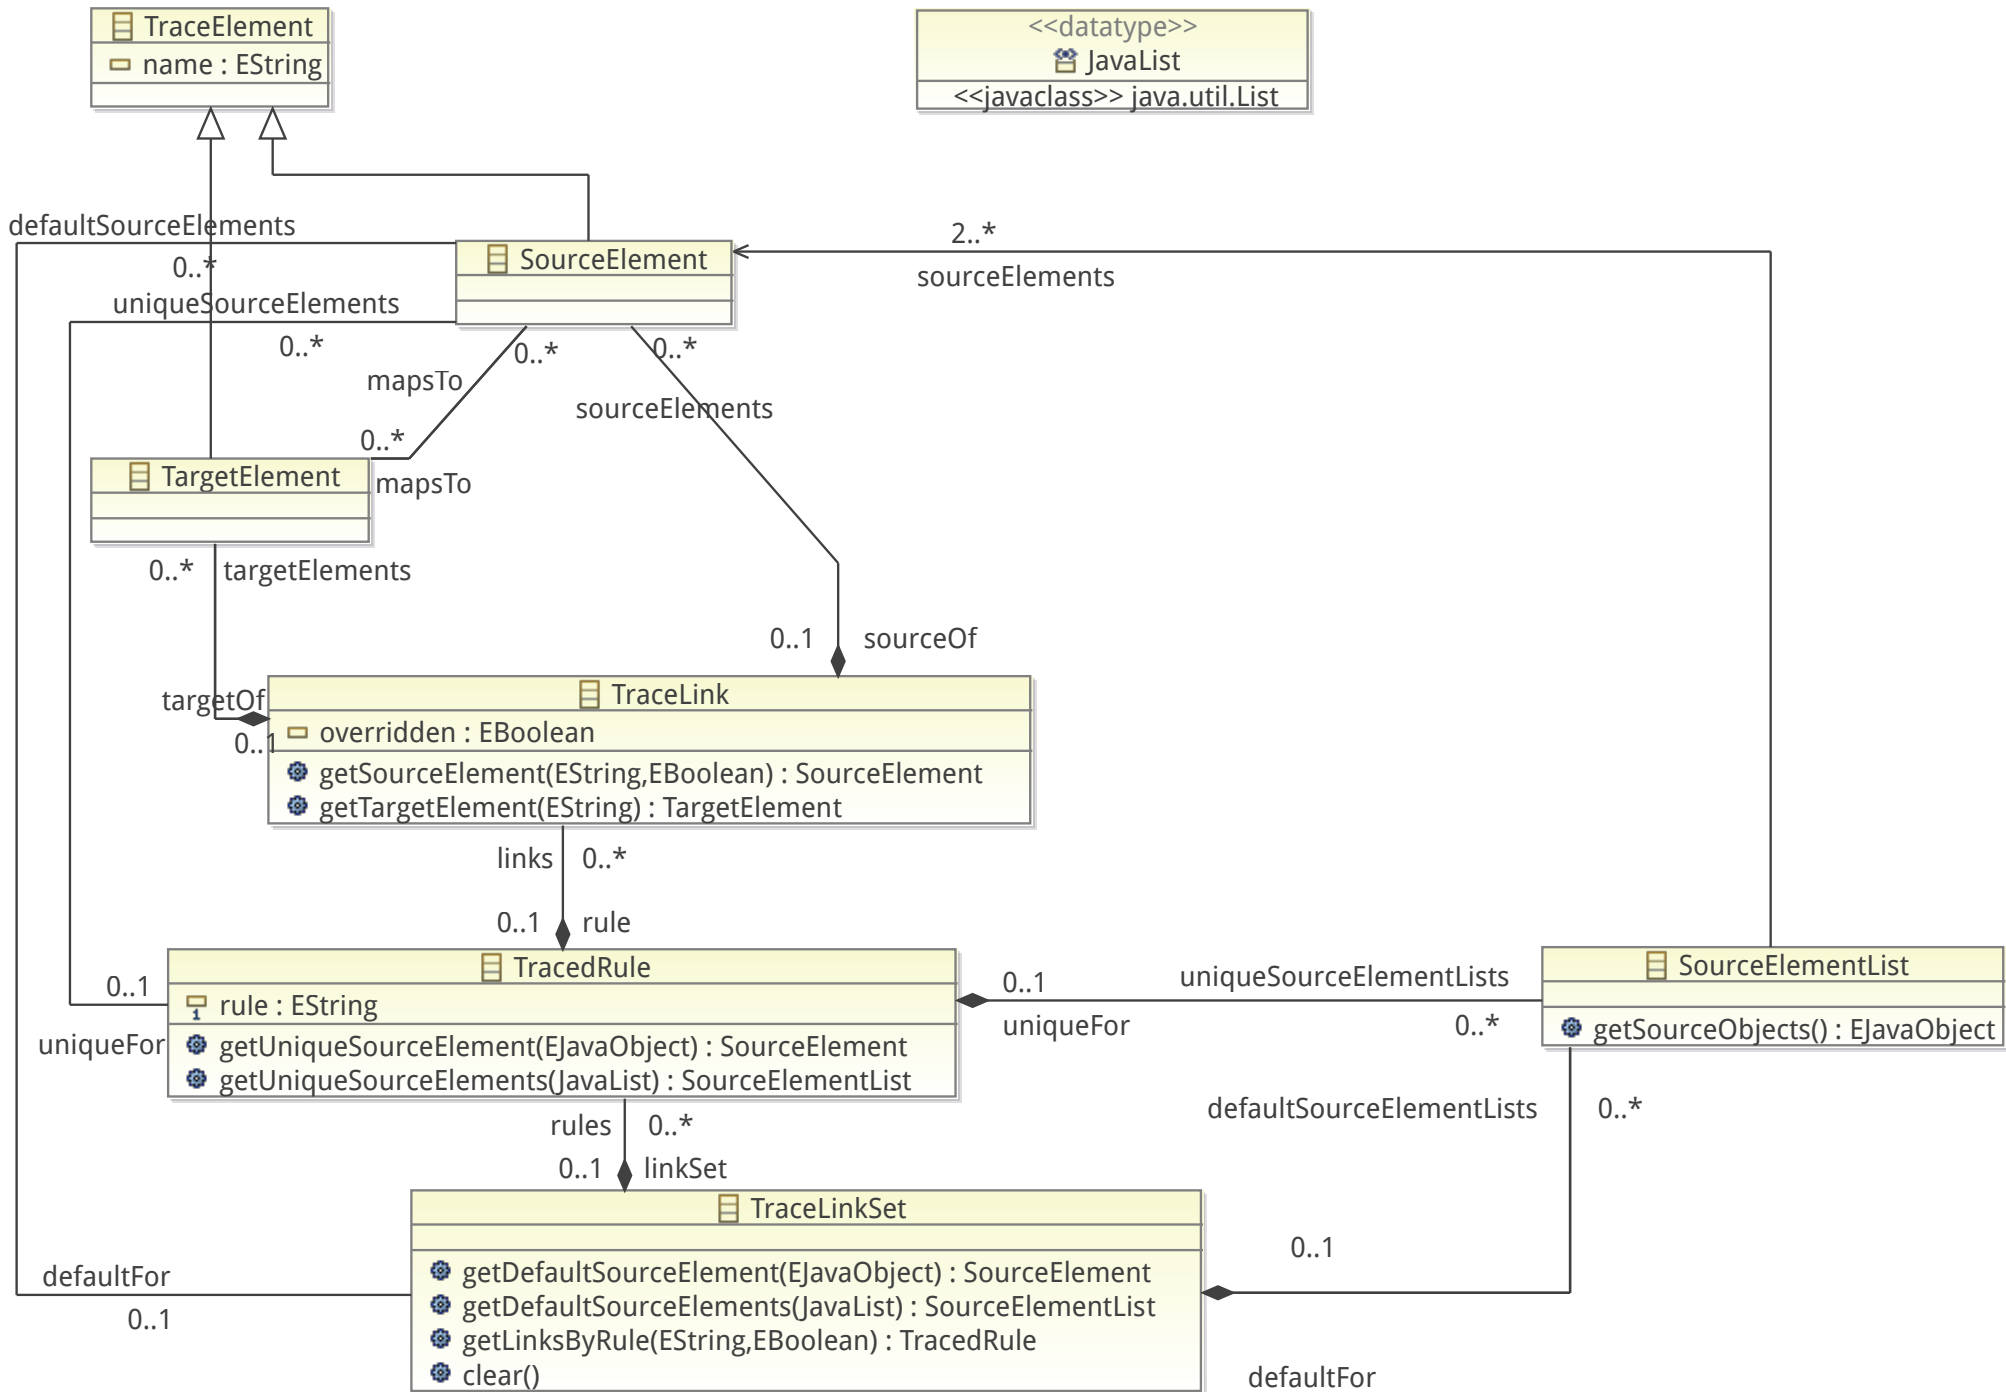 TraceElement
name : EString
<<datatype>>
JavaList
<<javaclass>> java.util.List
defaultSourceElements
0..*
SourceElement
2..*
sourceElements
uniqueSourceElements
0..*
0..*
0..*
mapsTo
sourceElements
0..*
TargetElement
mapsTo
0..*
targetElements
0..1
sourceOf
targetOf
0..1
TraceLink
overridden : EBoolean
getSourceElement(EString,EBoolean) : SourceElement
getTargetElement(EString) : TargetElement
links
0..*
0..1
rule
TracedRule
rule : EString
getUniqueSourceElement(EJavaObject) : SourceElement
getUniqueSourceElements(JavaList) : SourceElementList
0..1
uniqueFor
0..1
uniqueFor
uniqueSourceElementLists
0..*
SourceElementList
getSourceObjects() : EJavaObject
rules
0..*
0..1
linkSet
defaultSourceElementLists
0..*
TraceLinkSet
getDefaultSourceElement(EJavaObject) : SourceElement
getDefaultSourceElements(JavaList) : SourceElementList
getLinksByRule(EString,EBoolean) : TracedRule
clear()
defaultFor
0..1
0..1
defaultFor